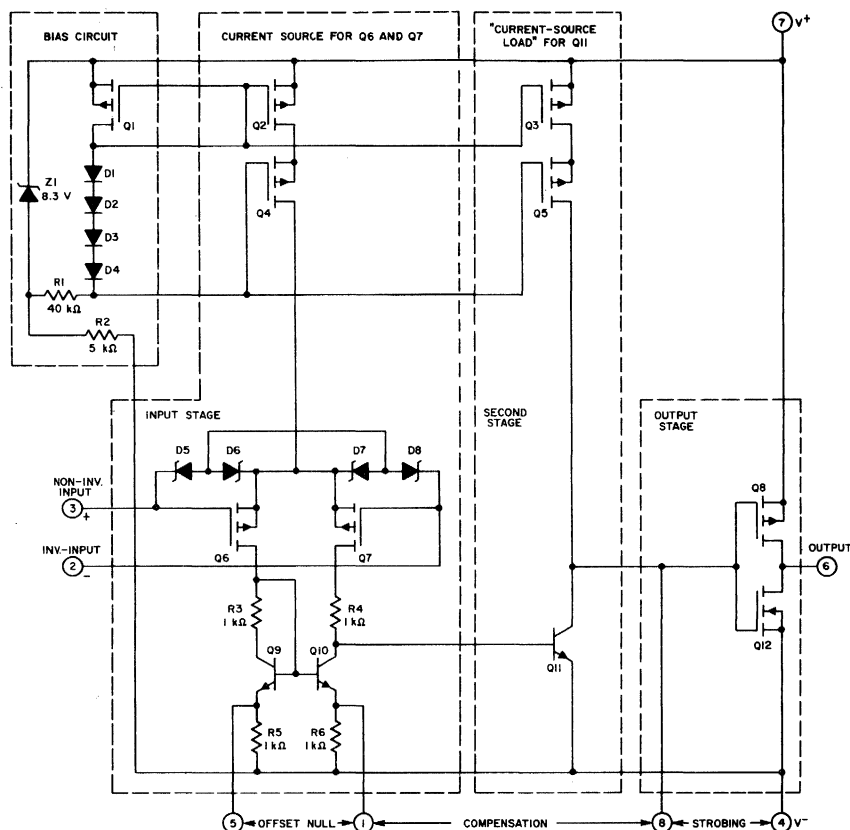 BIAS CIRCUIT
CURRENT SOURCE FOR Q6 AND Q7
"CURRENT-SOURCE
LOAD" FOR Q11
7 V+
Q1
Q2
Q3
D1
Z1
8.3 V
D2
Q4
Q5
D3
D4
R1
40 kΩ
R2
5 kΩ
INPUT STAGE
SECOND
STAGE
OUTPUT
STAGE
D5
D6
D7
D8
NON-INV.
INPUT
3 +
Q8
INV.-INPUT
2 -
Q6
Q7
OUTPUT
6
R3
1 kΩ
R4
1 kΩ
Q12
Q9
Q10
Q11
R5
1 kΩ
R6
1 kΩ
5 OFFSET NULL 1 COMPENSATION 8 STROBING 4 V-